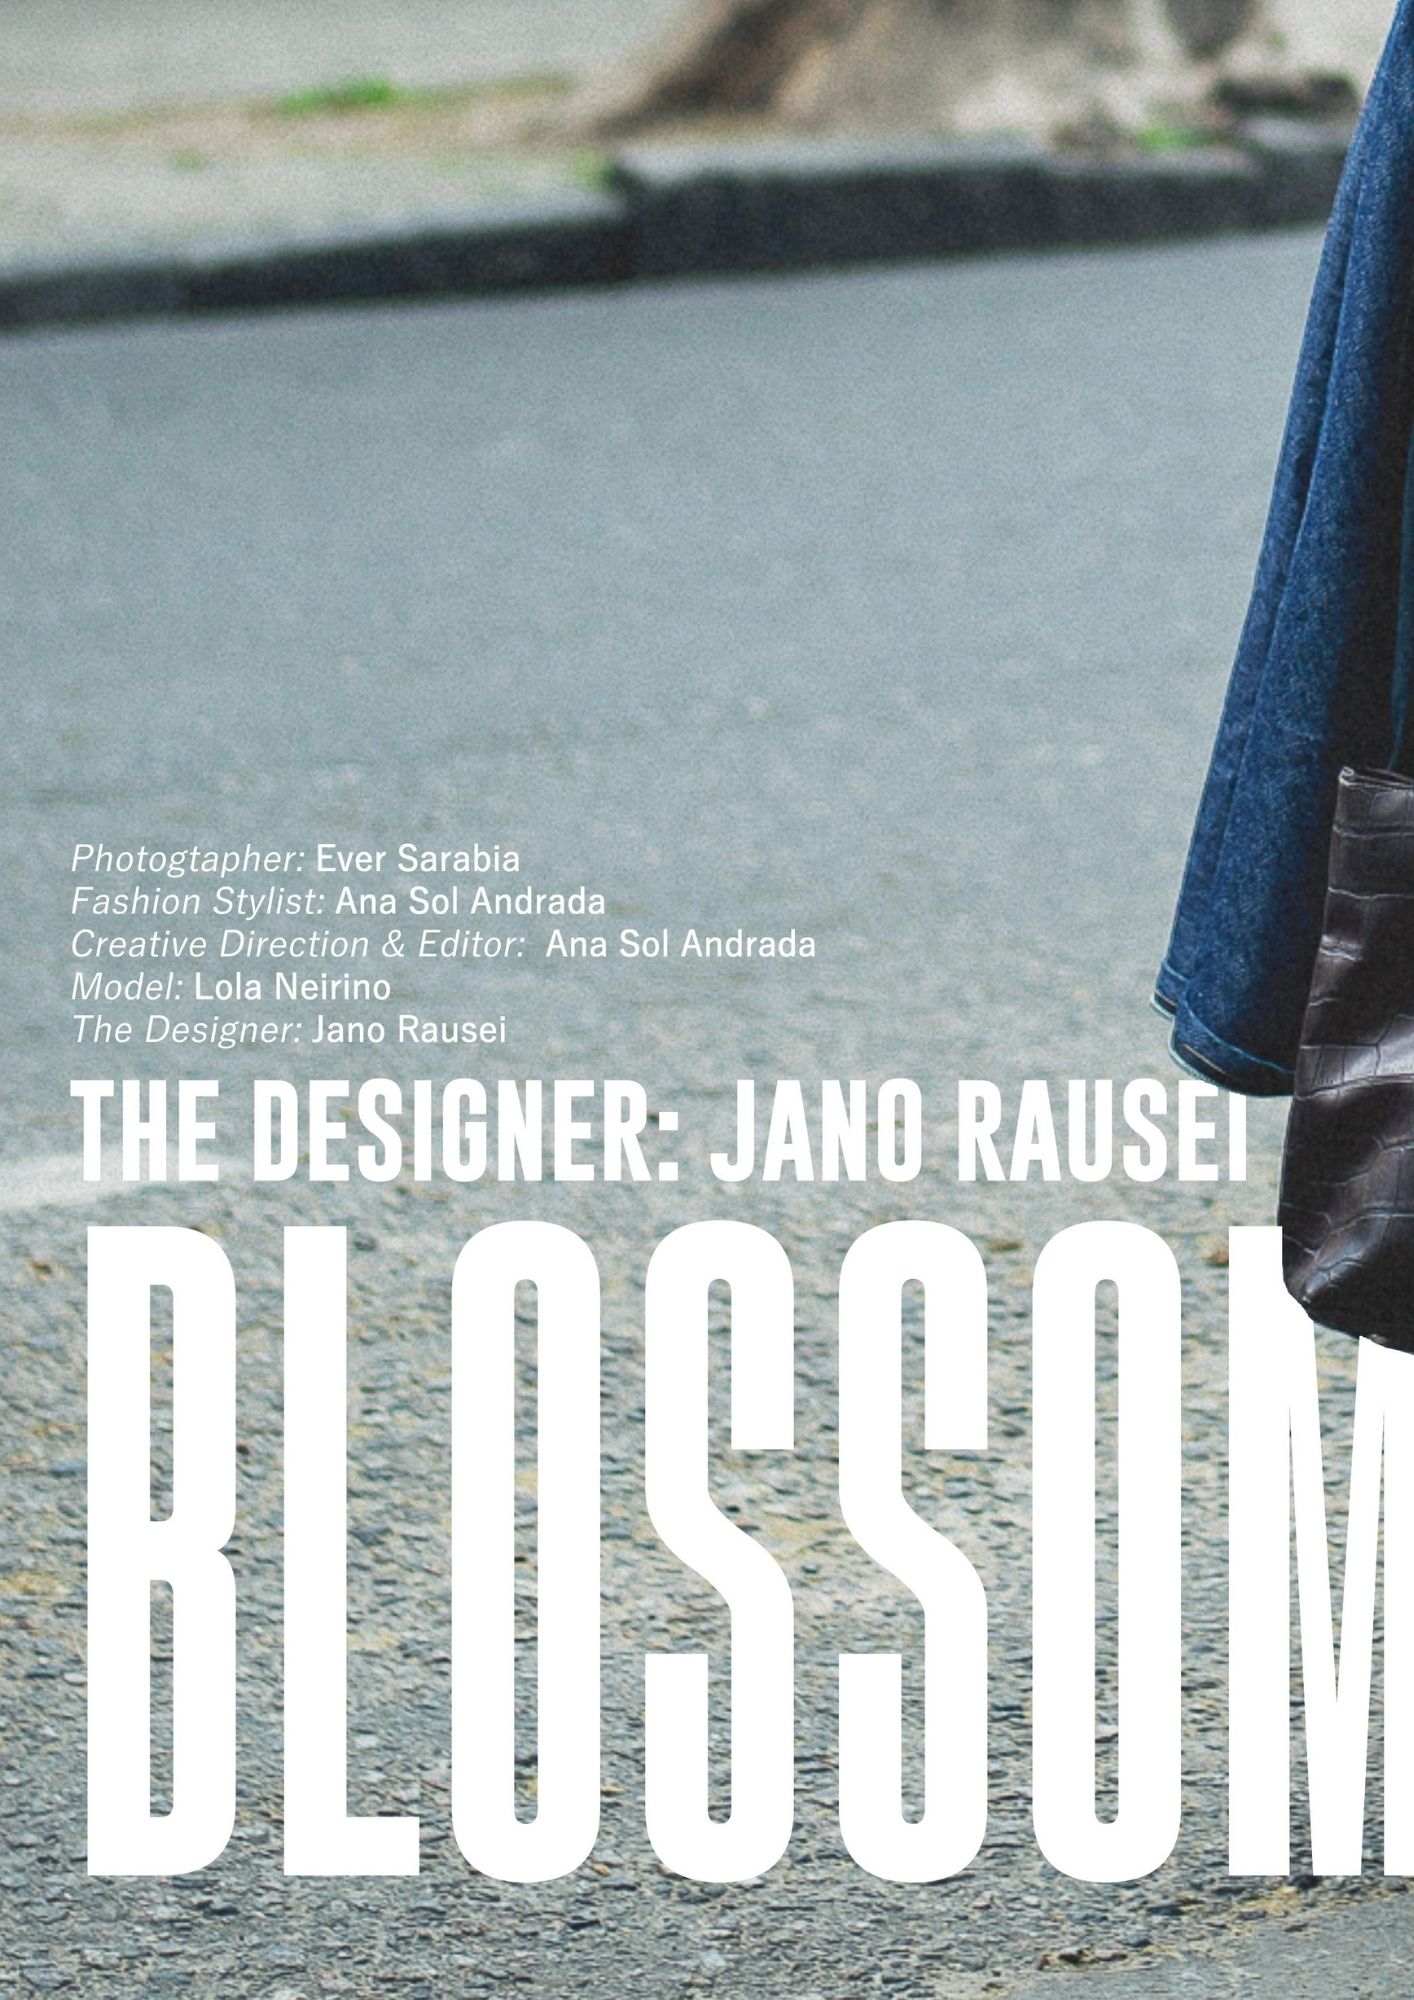 Photogtapher: Ever Sarabia
Fashion Stylist: Ana Sol Andrada
Creative Direction & Editor: Ana Sol Andrada
Model: Lola Neirino
The Designer: Jano Rausei
THE DESIGNER: JANO RAUSEI
BLOSSOM